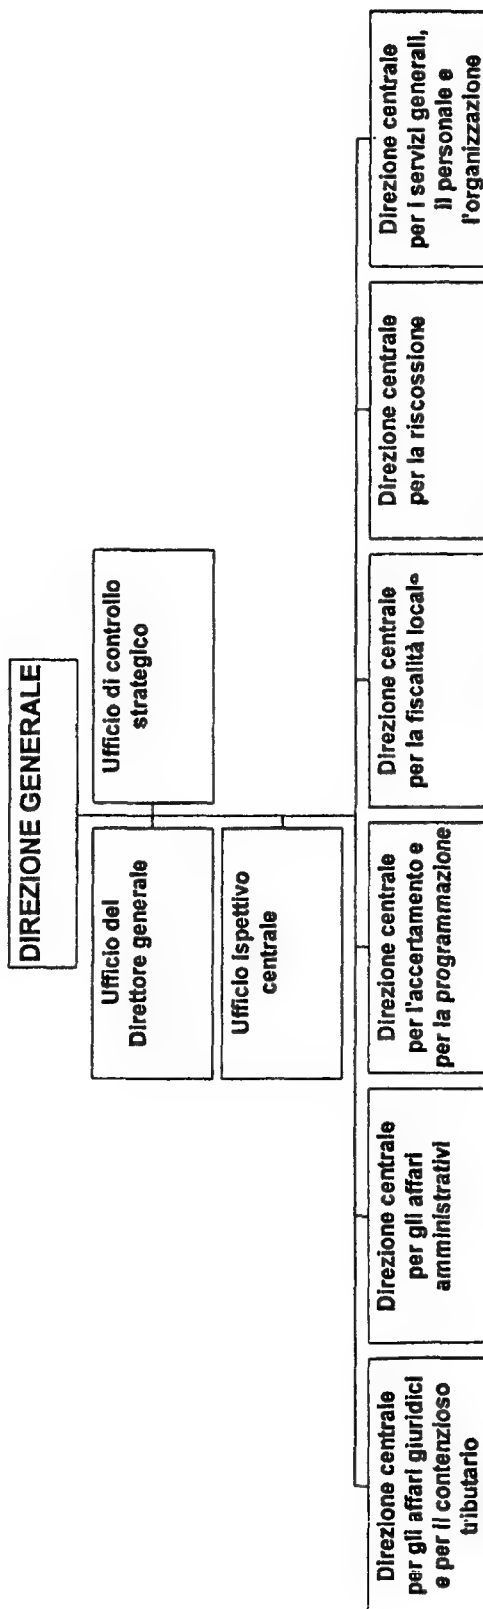 DIREZIONE GENERALE
Ufficio del
Direttore generale
Ufficio di controllo
strategico
Ufficio Ispettivo
centrale
Direzione centrale
per gli affari giuridici
e per il contenzioso
tributario
Direzione centrale
per gli affari
amministrativi
Direzione centrale
per l'accertamento e
per la programmazione
Direzione centrale
per la fiscalità locale
Direzione centrale
per la riscossione
Direzione centrale
per i servizi generali,
il personale e
l'organizzazione